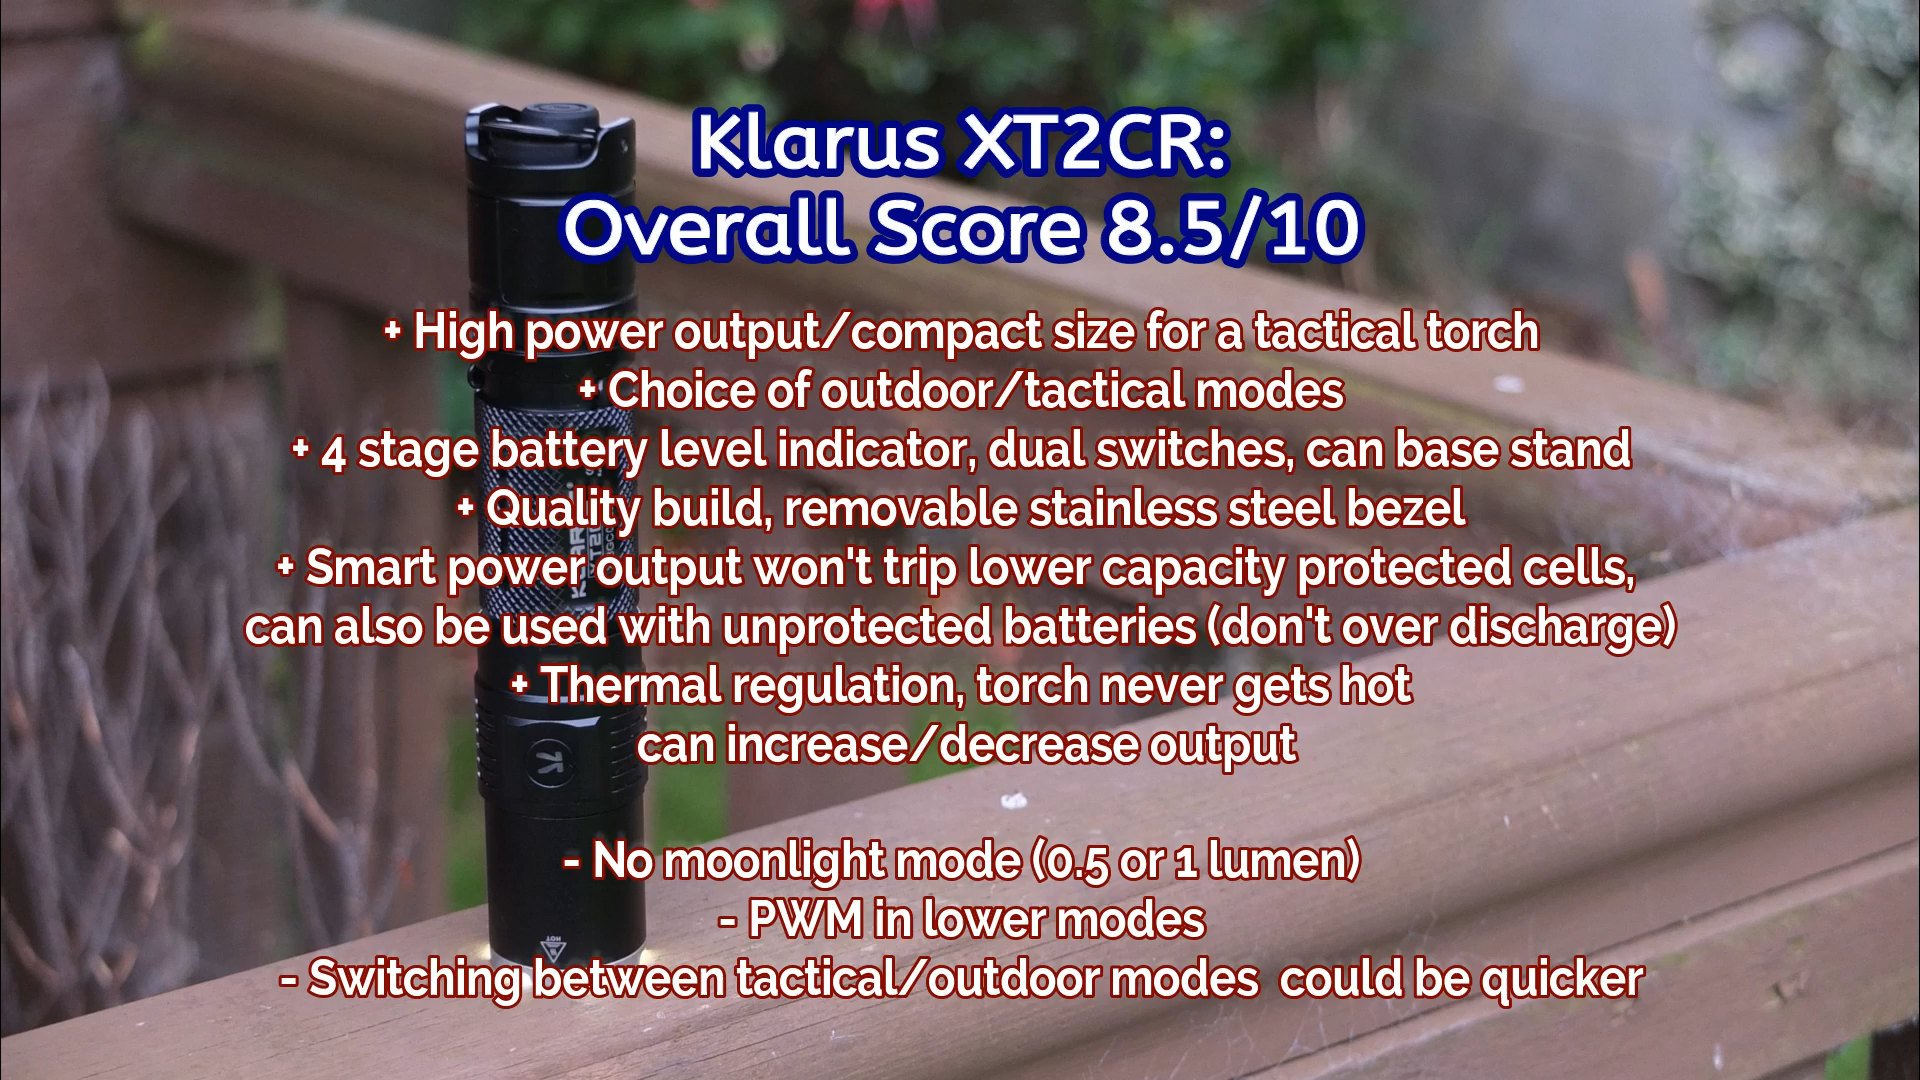 Klarus XT2CR:
Overall Score 8.5/10
+ High power output/compact size for a tactical torch
+ Choice of outdoor/tactical modes
+ 4 stage battery level indicator, dual switches, can base stand
+ Quality build, removable stainless steel bezel
+ Smart power output won't trip lower capacity protected cells,
can also be used with unprotected batteries (don't over discharge)
+ Thermal regulation, torch never gets hot
can increase/decrease output
- No moonlight mode (0.5 or 1 lumen)
- PWM in lower modes
- Switching between tactical/outdoor modes  could be quicker
HOT